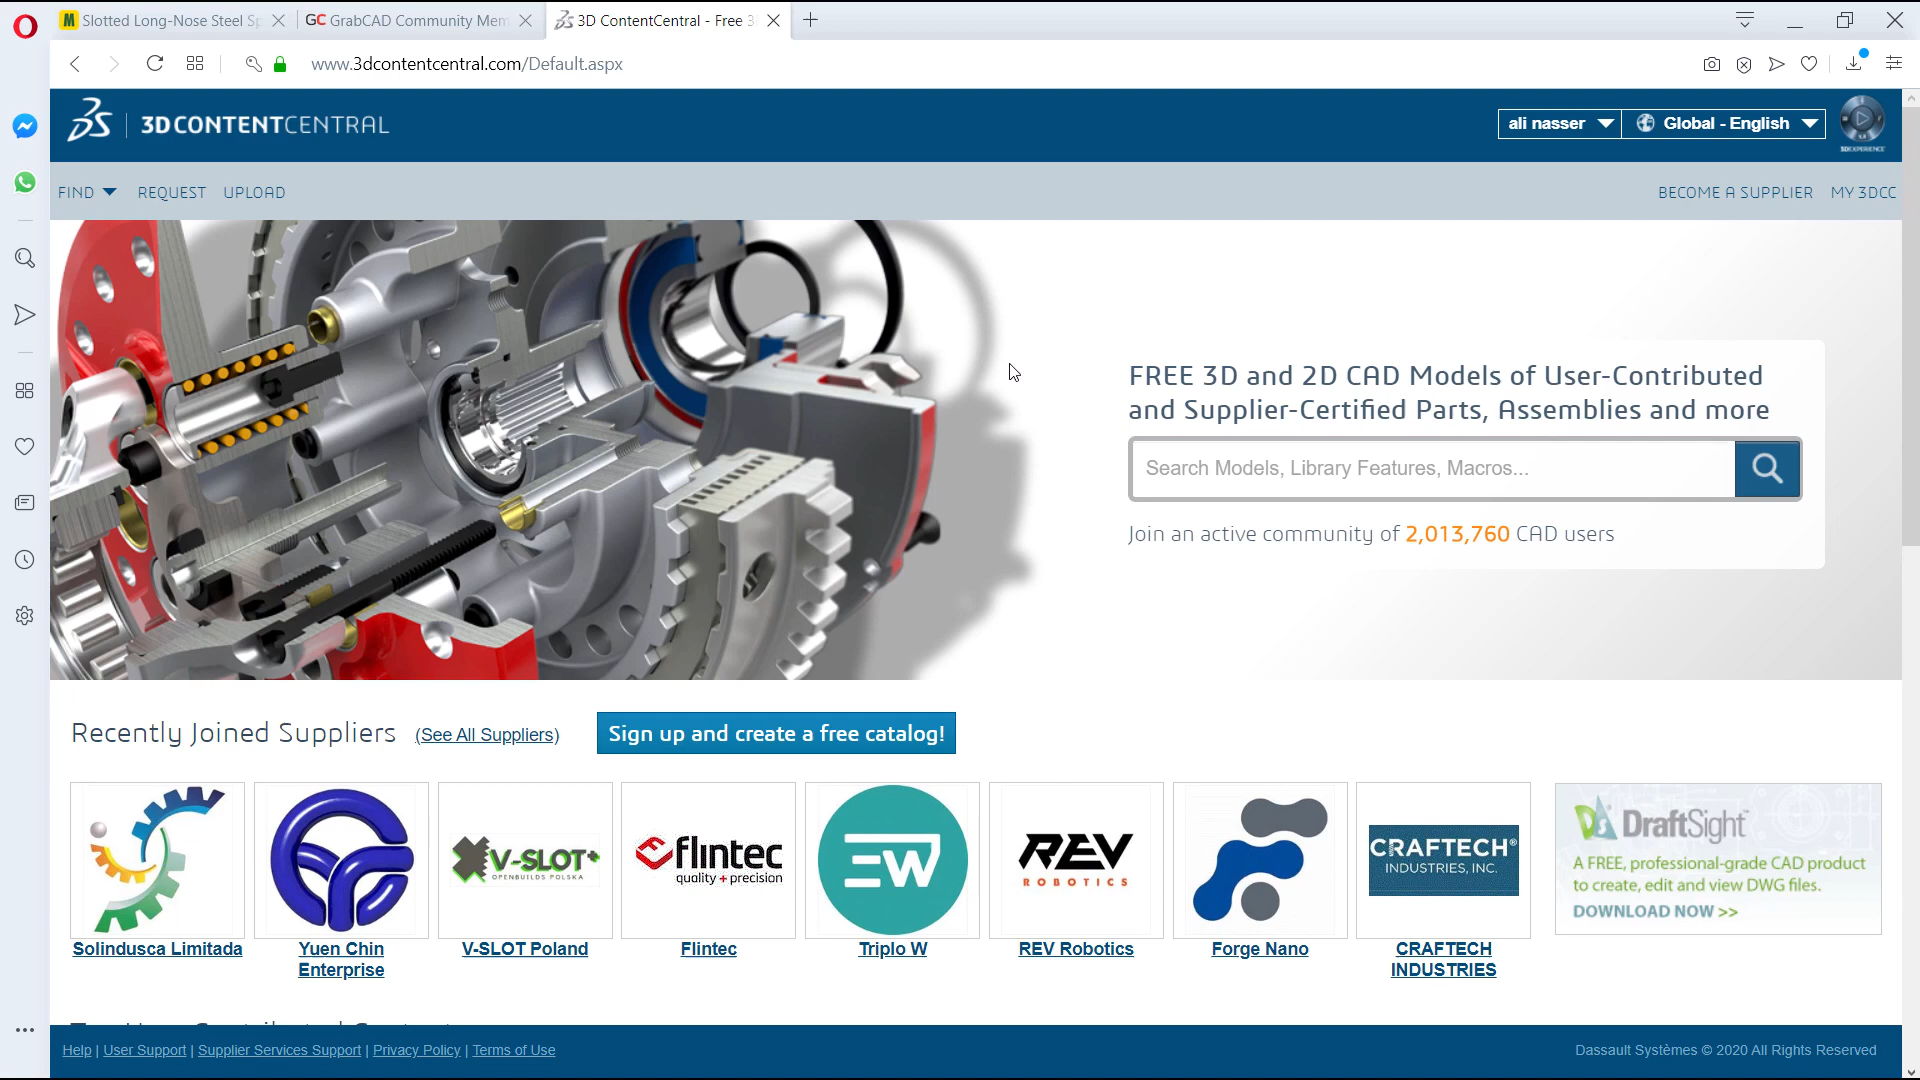 Slotted Long-Nose Steel Sp
GrabCAD Community Mem
3D ContentCentral - Free 3
www.3dcontentcentral.com/Default.aspx
3DCONTENTCENTRAL
ali nasser
Global - English
3DEXPERIENCE
FIND
REQUEST
UPLOAD
BECOME A SUPPLIER
MY 3DCC
FREE 3D and 2D CAD Models of User-Contributed
and Supplier-Certified Parts, Assemblies and more
Search Models, Library Features, Macros...
Join an active community of 2,013,760 CAD users
Recently Joined Suppliers
(See All Suppliers)
Sign up and create a free catalog!
V-SLOT
OPENBUILDS POLSKA
flintec
quality + precision
EW
REV
ROBOTICS
CRAFTECH®
INDUSTRIES, INC.
DraftSight™
A FREE, professional-grade CAD product
to create, edit and view DWG files.
DOWNLOAD NOW >>
Solindusca Limitada
Yuen Chin
Enterprise
V-SLOT Poland
Flintec
Triplo W
REV Robotics
Forge Nano
CRAFTECH
INDUSTRIES
Help | User Support | Supplier Services Support | Privacy Policy | Terms of Use
Dassault Systèmes © 2020 All Rights Reserved